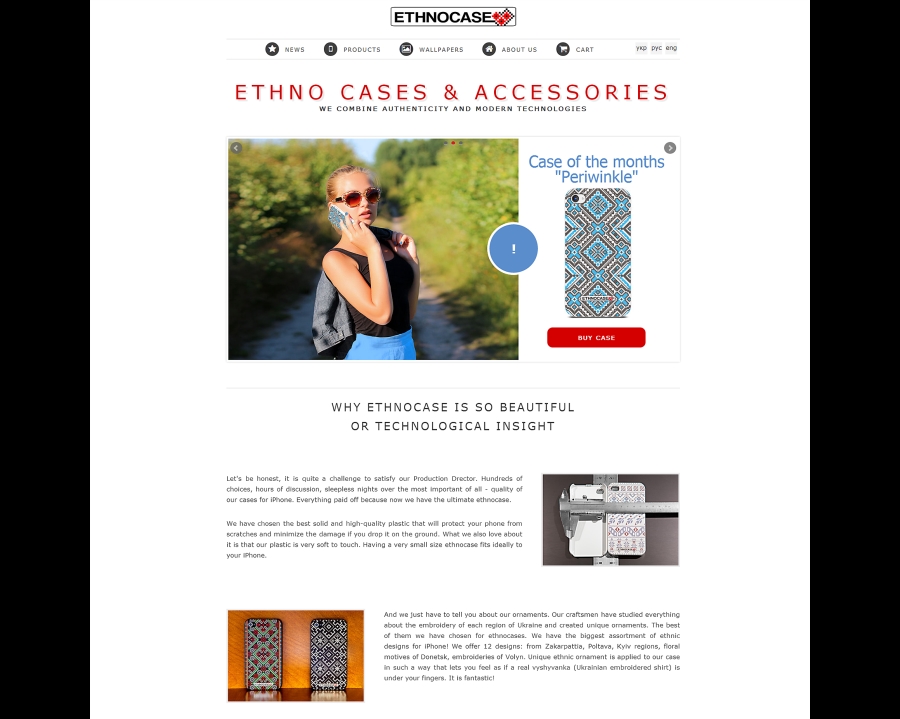 ETHNOCASE
NEWS PRODUCTS WALLPAPERS ABOUT US CART укр рус eng
ETHNO CASES & ACCESSORIES
WE COMBINE AUTHENTICITY AND MODERN TECHNOLOGIES
Case of the months
"Periwinkle"
!
ETHNOCASE
BUY CASE
WHY ETHNOCASE IS SO BEAUTIFUL
OR TECHNOLOGICAL INSIGHT
Let's be honest, it is quite a challenge to satisfy our Production Drector. Hundreds of
choices, hours of discussion, sleepless nights over the most important of all - quality of
our cases for iPhone. Everything paid off because now we have the ultimate ethnocase.
We have chosen the best solid and high-quality plastic that will protect your phone from
scratches and minimize the damage if you drop it on the ground. What we also love about
it is that our plastic is very soft to touch. Having a very small size ethnocase fits ideally to
your iPhone.
And we just have to tell you about our ornaments. Our craftsmen have studied everything
about the embroidery of each region of Ukraine and created unique ornaments. The best
of them we have chosen for ethnocases. We have the biggest assortment of ethnic
designs for iPhone! We offer 12 designs: from Zakarpattia, Poltava, Kyiv regions, floral
motives of Donetsk, embroideries of Volyn. Unique ethnic ornament is applied to our case
in such a way that lets you feel as if a real vyshyvanka (Ukrainian embroidered shirt) is
under your fingers. It is fantastic!